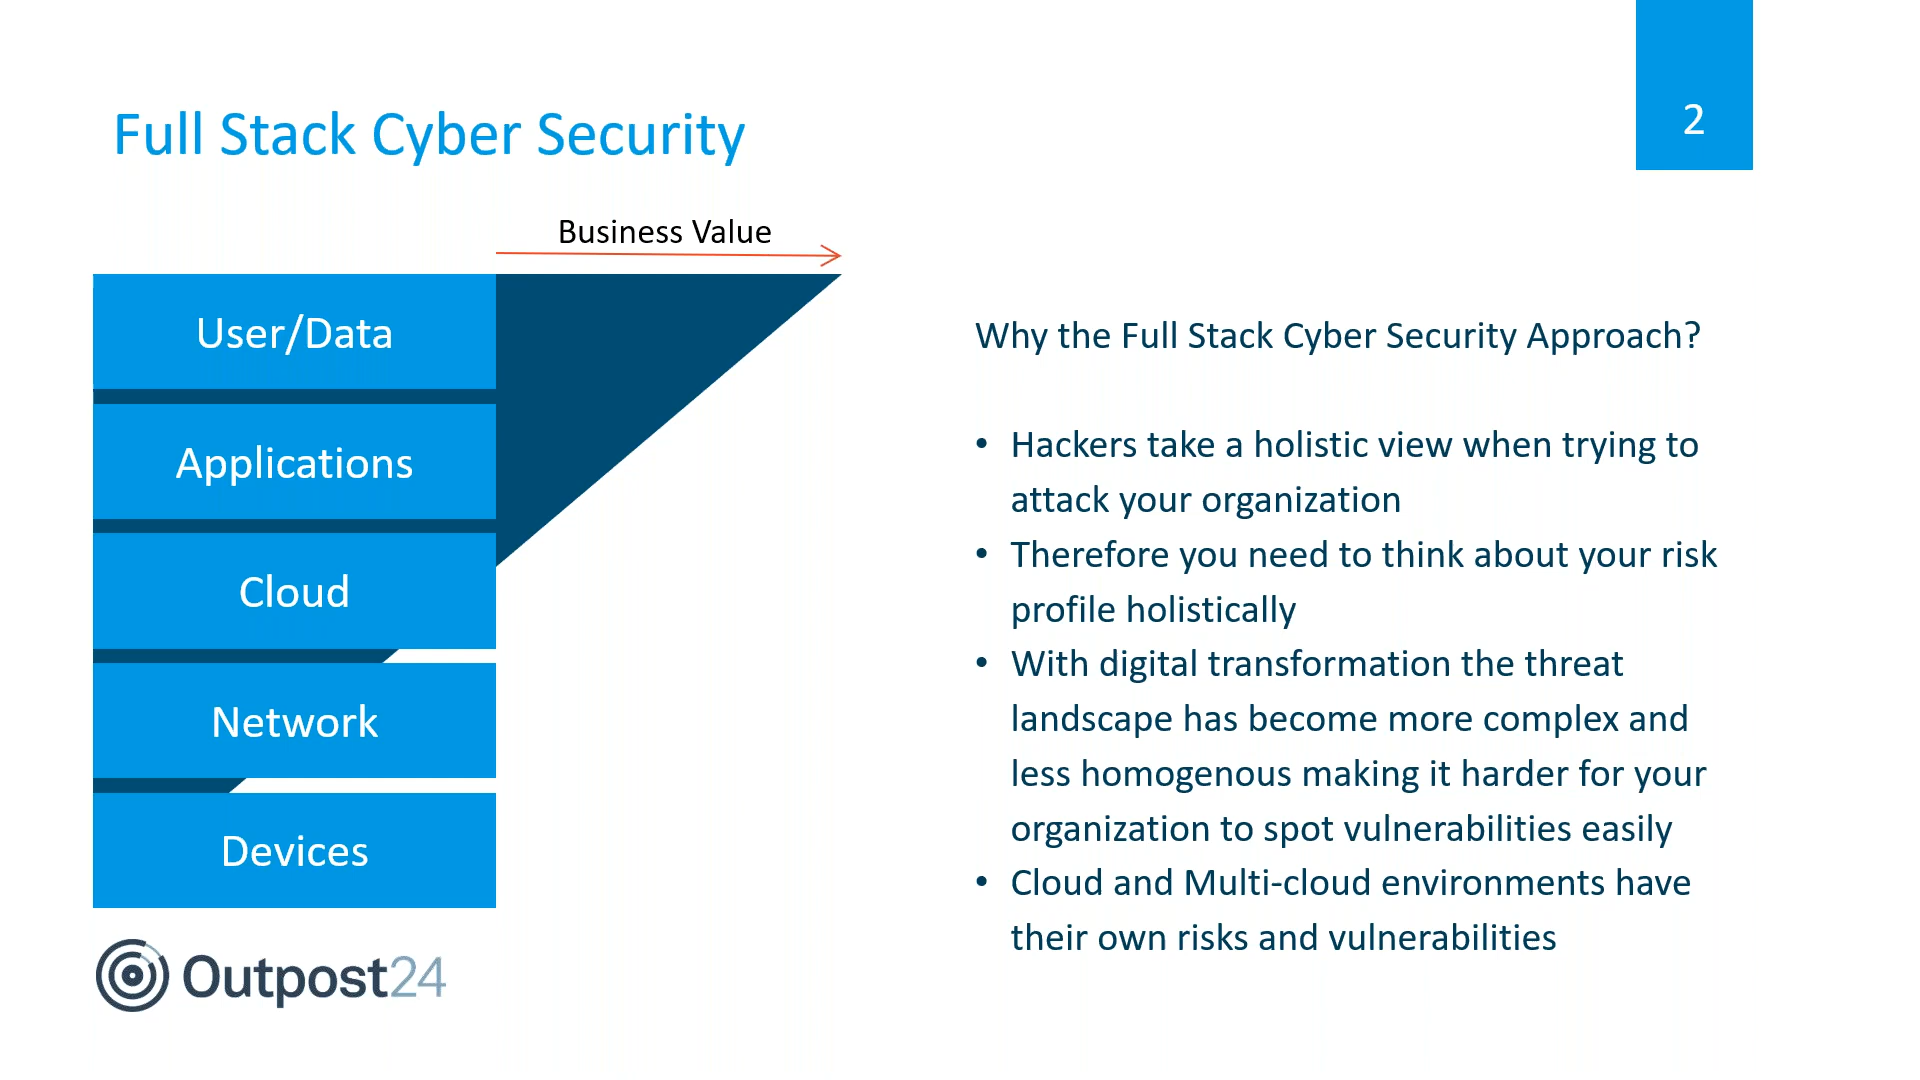 2
Full Stack Cyber Security
Business Value
User/Data
Applications
Cloud
Network
Devices
Outpost24
Why the Full Stack Cyber Security Approach?
• Hackers take a holistic view when trying to
attack your organization
• Therefore you need to think about your risk
profile holistically
• With digital transformation the threat
landscape has become more complex and
less homogenous making it harder for your
organization to spot vulnerabilities easily
• Cloud and Multi-cloud environments have
their own risks and vulnerabilities